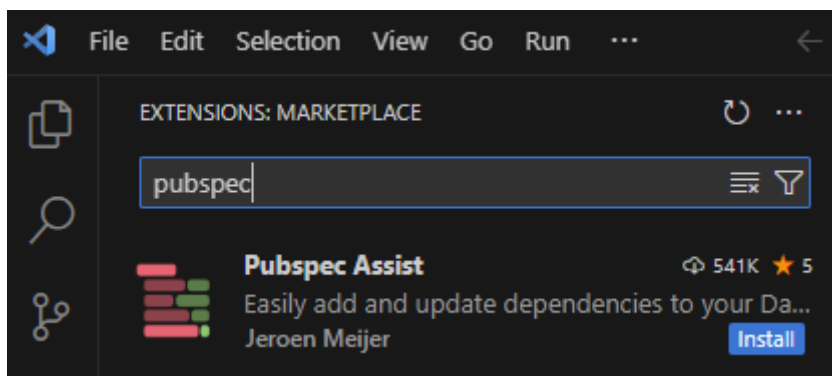 File Edit Selection View Go Run ...
EXTENSIONS: MARKETPLACE
pubspec
Pubspec Assist 541K 5
Easily add and update dependencies to your Da...
Jeroen Meijer Install